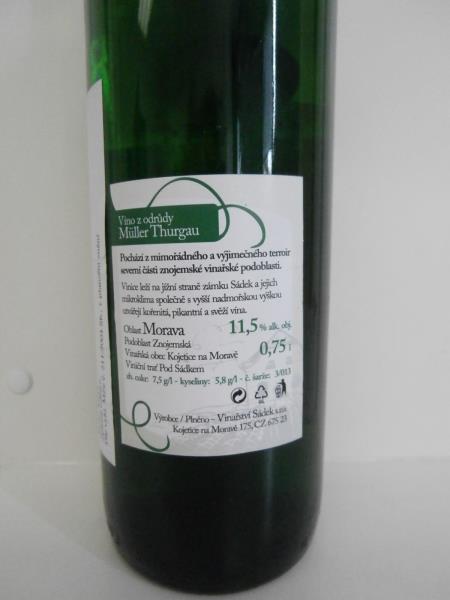 Víno z odrůdy
Müller Thurgau
Pochází z mimořádného a výjimečného terroir
severní části znojemské vinařské podoblasti.
Vinice leží na jižní straně zámku Sádek a jejich
mikroklima společně s vyšší nadmořskou výškou
utvářejí kořenitá, pikantní a svěží vína.
Oblast Morava 11,5 % alk. obj.
Podoblast Znojemská
Vinařská obec Kojetice na Moravě 0,75 l
Viniční trať Pod Sádkem
zb. cukr: 7,5 g/l - kyseliny: 5,8 g/l - č. šarže: 3/013
Výrobce / Plněno – Vinařství Sádek s.r.o.
Kojetice na Moravě 175, CZ 675 23